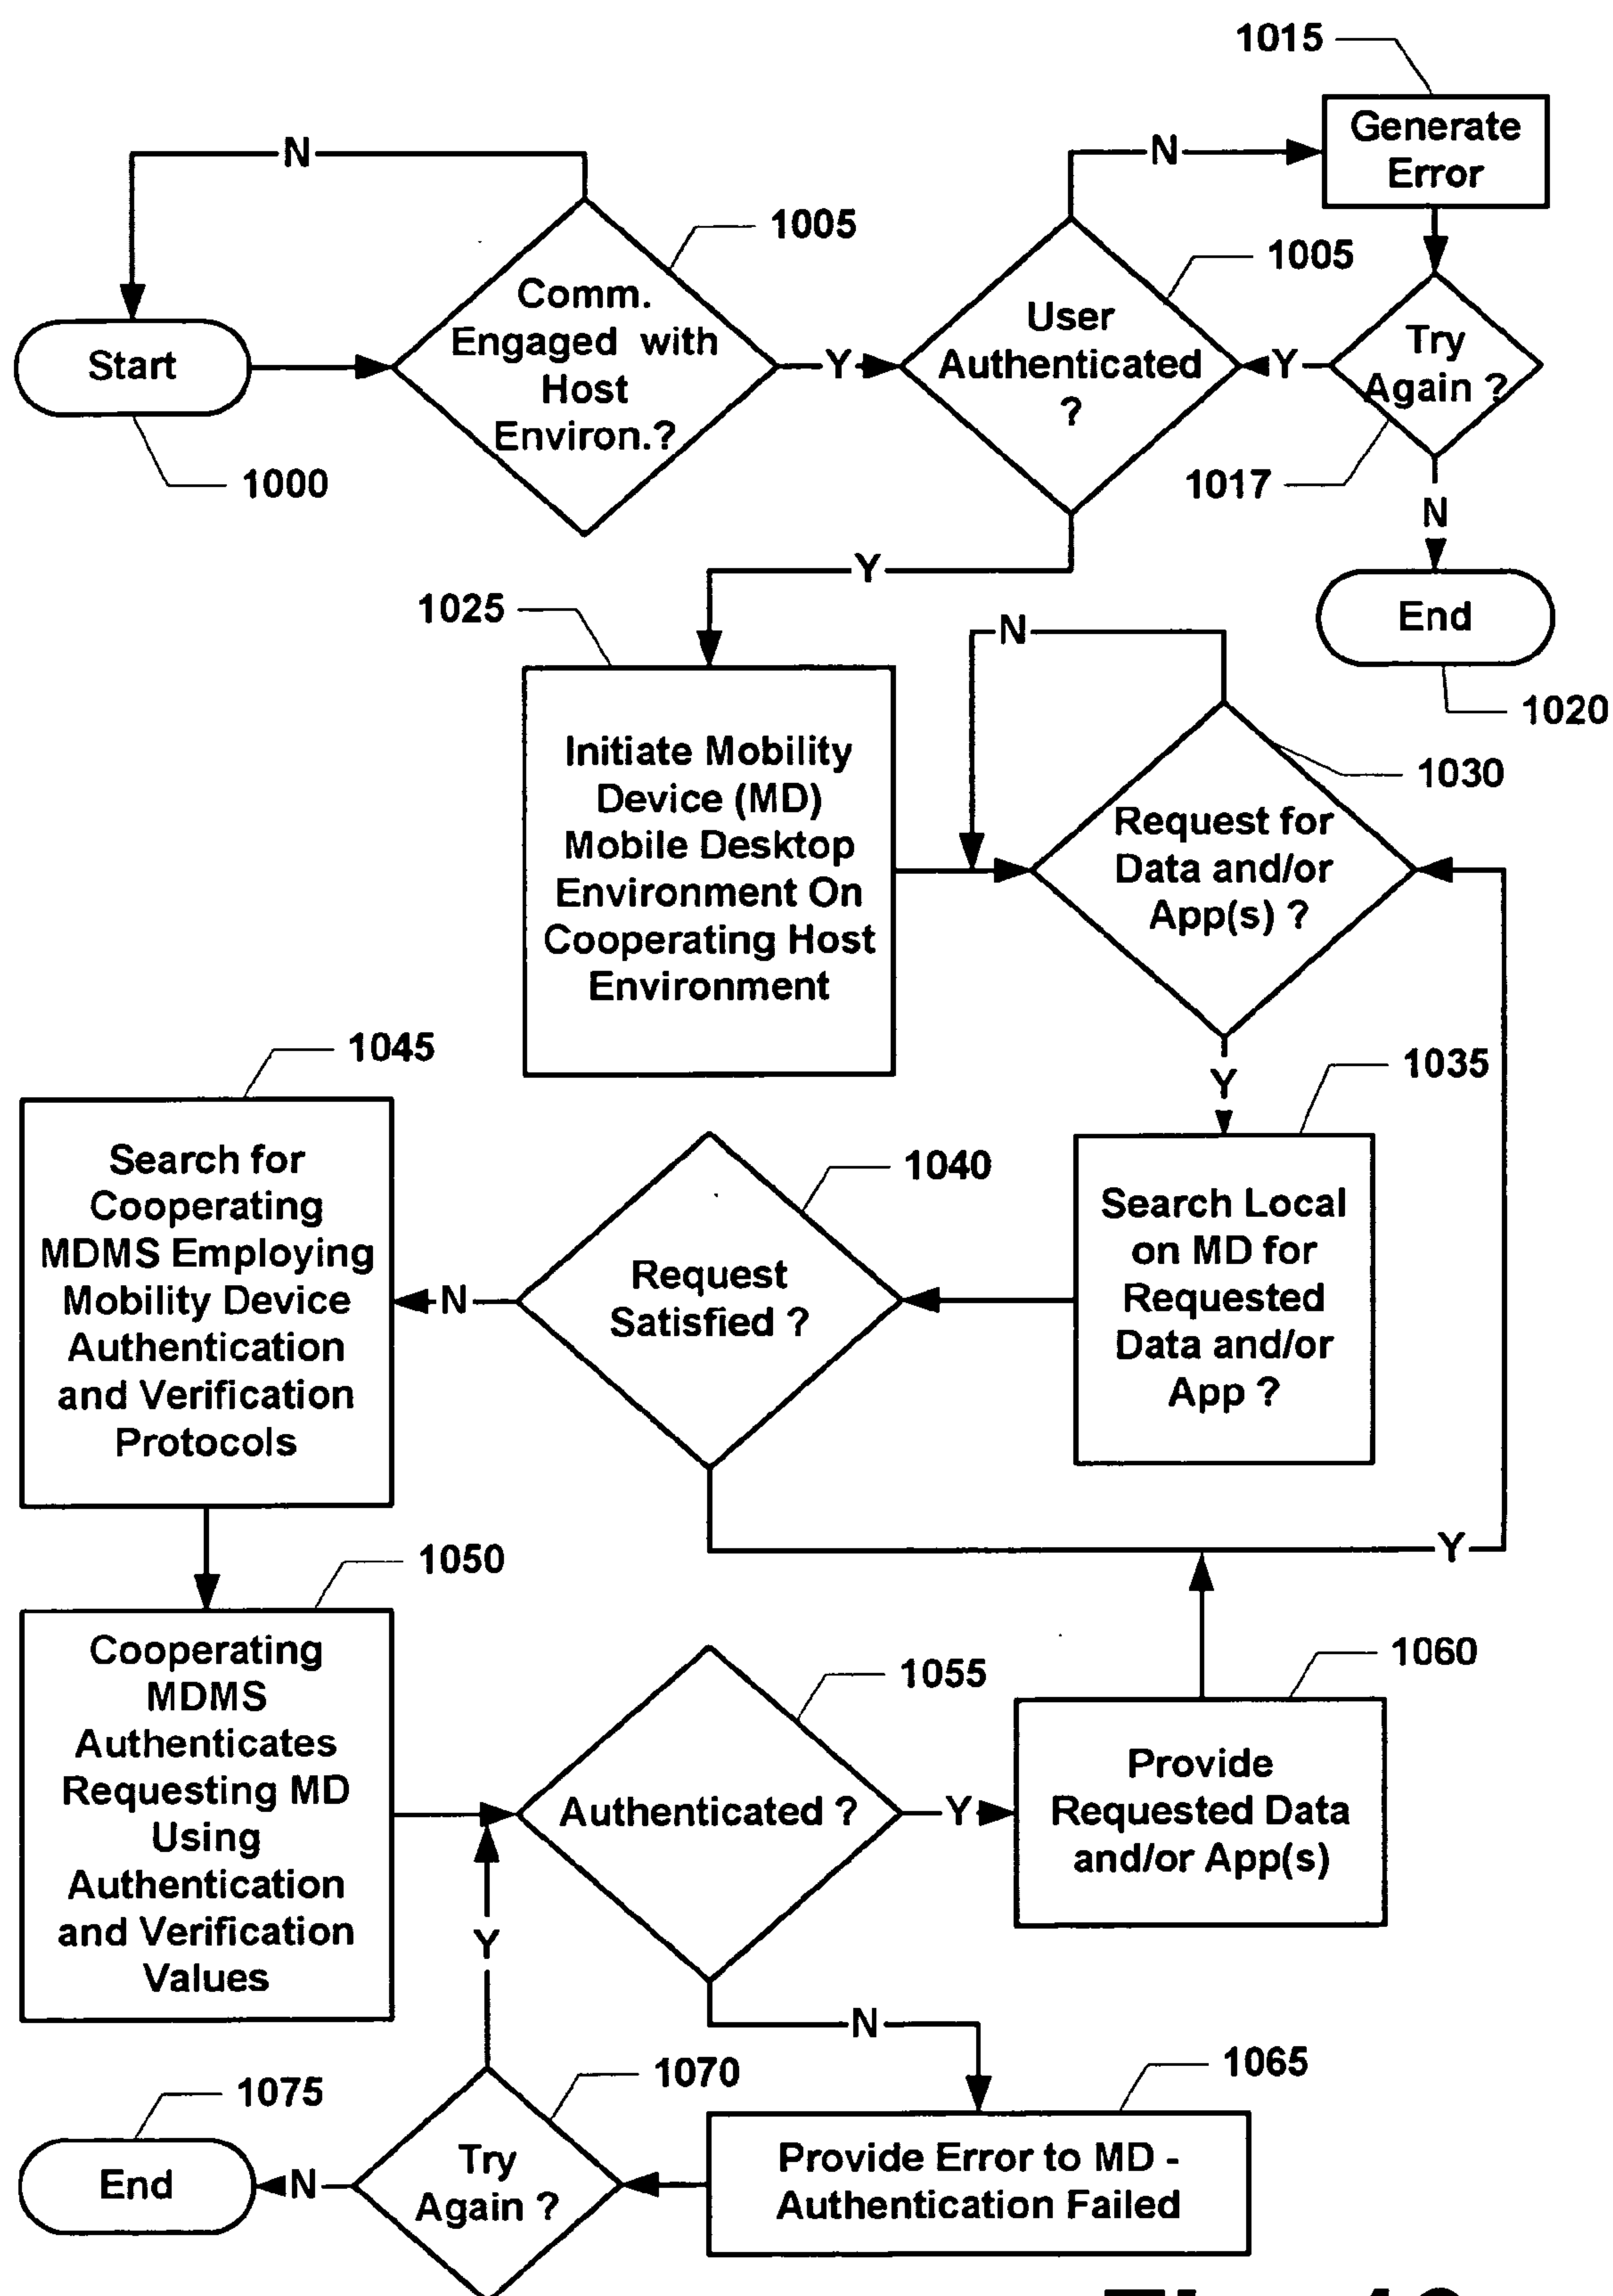 1015
Generate
Error
N
N
1005
1005
Comm.
Engaged with
Host
Environ.?
Start
1000
Y
User
Authenticated
?
Y
Try
Again ?
1017
N
End
1020
Y
1025
Initiate Mobility
Device (MD)
Mobile Desktop
Environment On
Cooperating Host
Environment
N
1030
Request for
Data and/or
App(s) ?
Y
1035
Search Local
on MD for
Requested
Data and/or
App ?
1040
Request
Satisfied ?
N
1045
Search for
Cooperating
MDMS Employing
Mobility Device
Authentication
and Verification
Protocols
Y
1050
Cooperating
MDMS
Authenticates
Requesting MD
Using
Authentication
and Verification
Values
1055
Authenticated ?
Y
1060
Provide
Requested Data
and/or App(s)
Y
N
1065
Provide Error to MD -
Authentication Failed
1070
Try
Again ?
N
1075
End